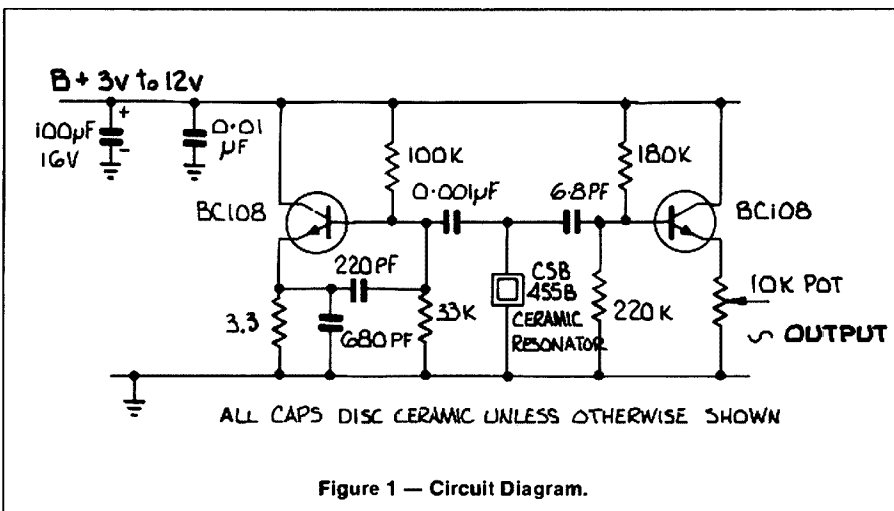 B+ 3V to 12V
100µF
16V
+
-
0.01
µF
100K
180K
0.001µF
6.8PF
BC108
BC108
220PF
CSB
455B
CERAMIC
RESONATOR
10K POT
3.3
33K
220K
680PF
~ OUTPUT
ALL CAPS DISC CERAMIC UNLESS OTHERWISE SHOWN
Figure 1 — Circuit Diagram.